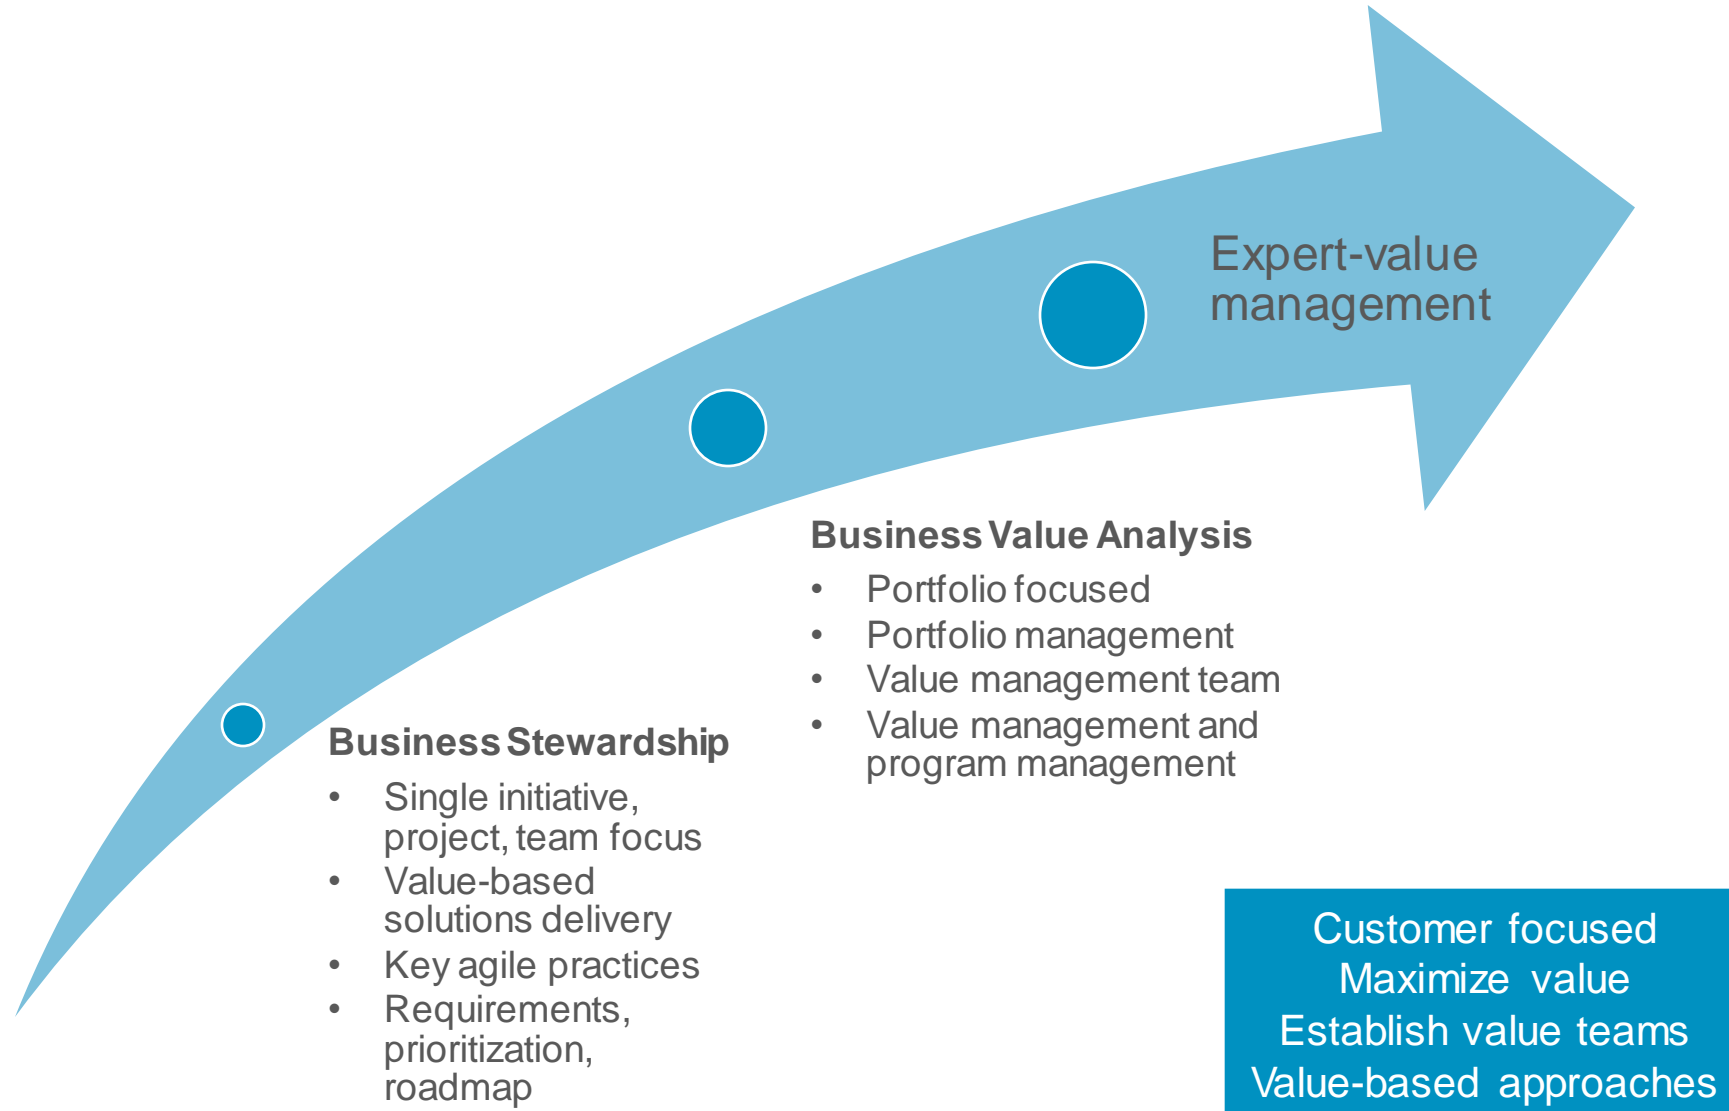 Expert-value
management
Business Value Analysis
• Portfolio focused
• Portfolio management
• Value management team
• Value management and
program management
Business Stewardship
• Single initiative,
project, team focus
• Value-based
solutions delivery
• Key agile practices
• Requirements,
prioritization,
roadmap
Customer focused
Maximize value
Establish value teams
Value-based approaches